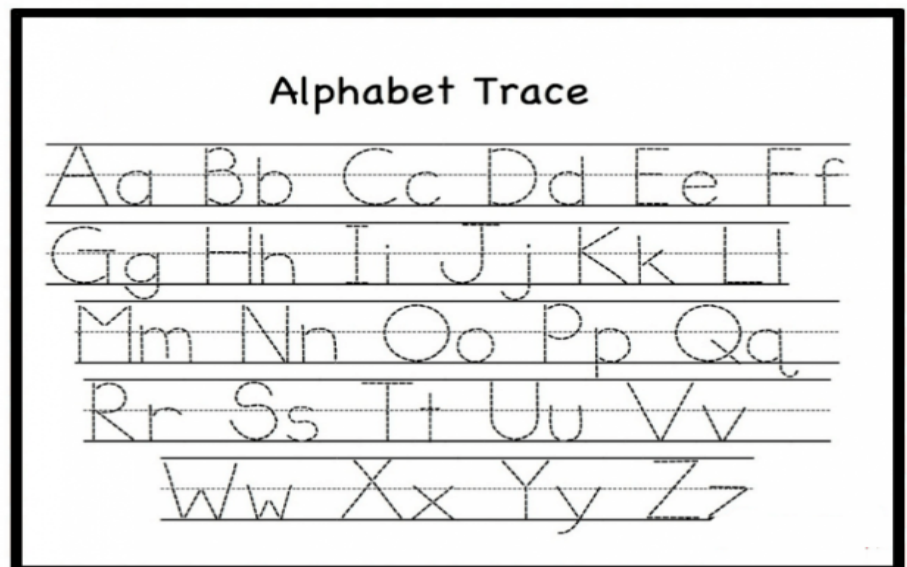 Alphabet Trace
Aa Bb Cc Dd Ee Ff
Gg Hh Ii Jj Kk Ll
Mm Nn Oo Pp Qq
Rr Ss Tt Uu Vv
Ww Xx Yy Zz